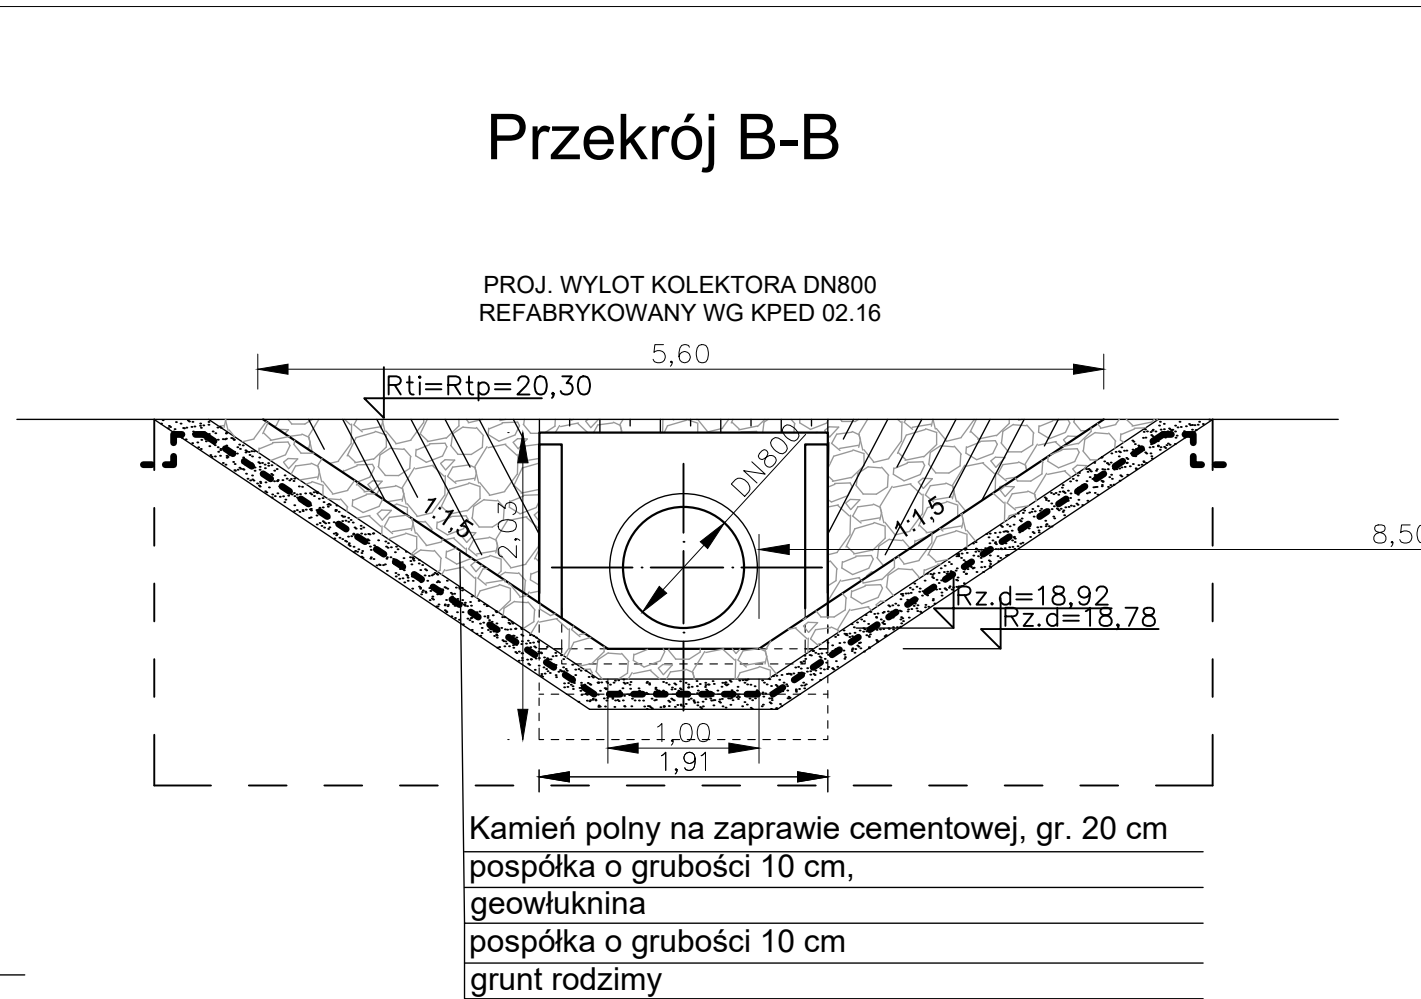 Przekrój B-B
PROJ. WYLOT KOLEKTORA DN800
REFABRYKOWANY WG KPED 02.16
5,60
Rti=Rtp=20,30
DN800
1:1,5
2,03
1:1,5
8,50
Rz.d=18,92
Rz.d=18,78
1,00
1,91
Kamień polny na zaprawie cementowej, gr. 20 cm
pospółka o grubości 10 cm,
geowłuknina
pospółka o grubości 10 cm
grunt rodzimy